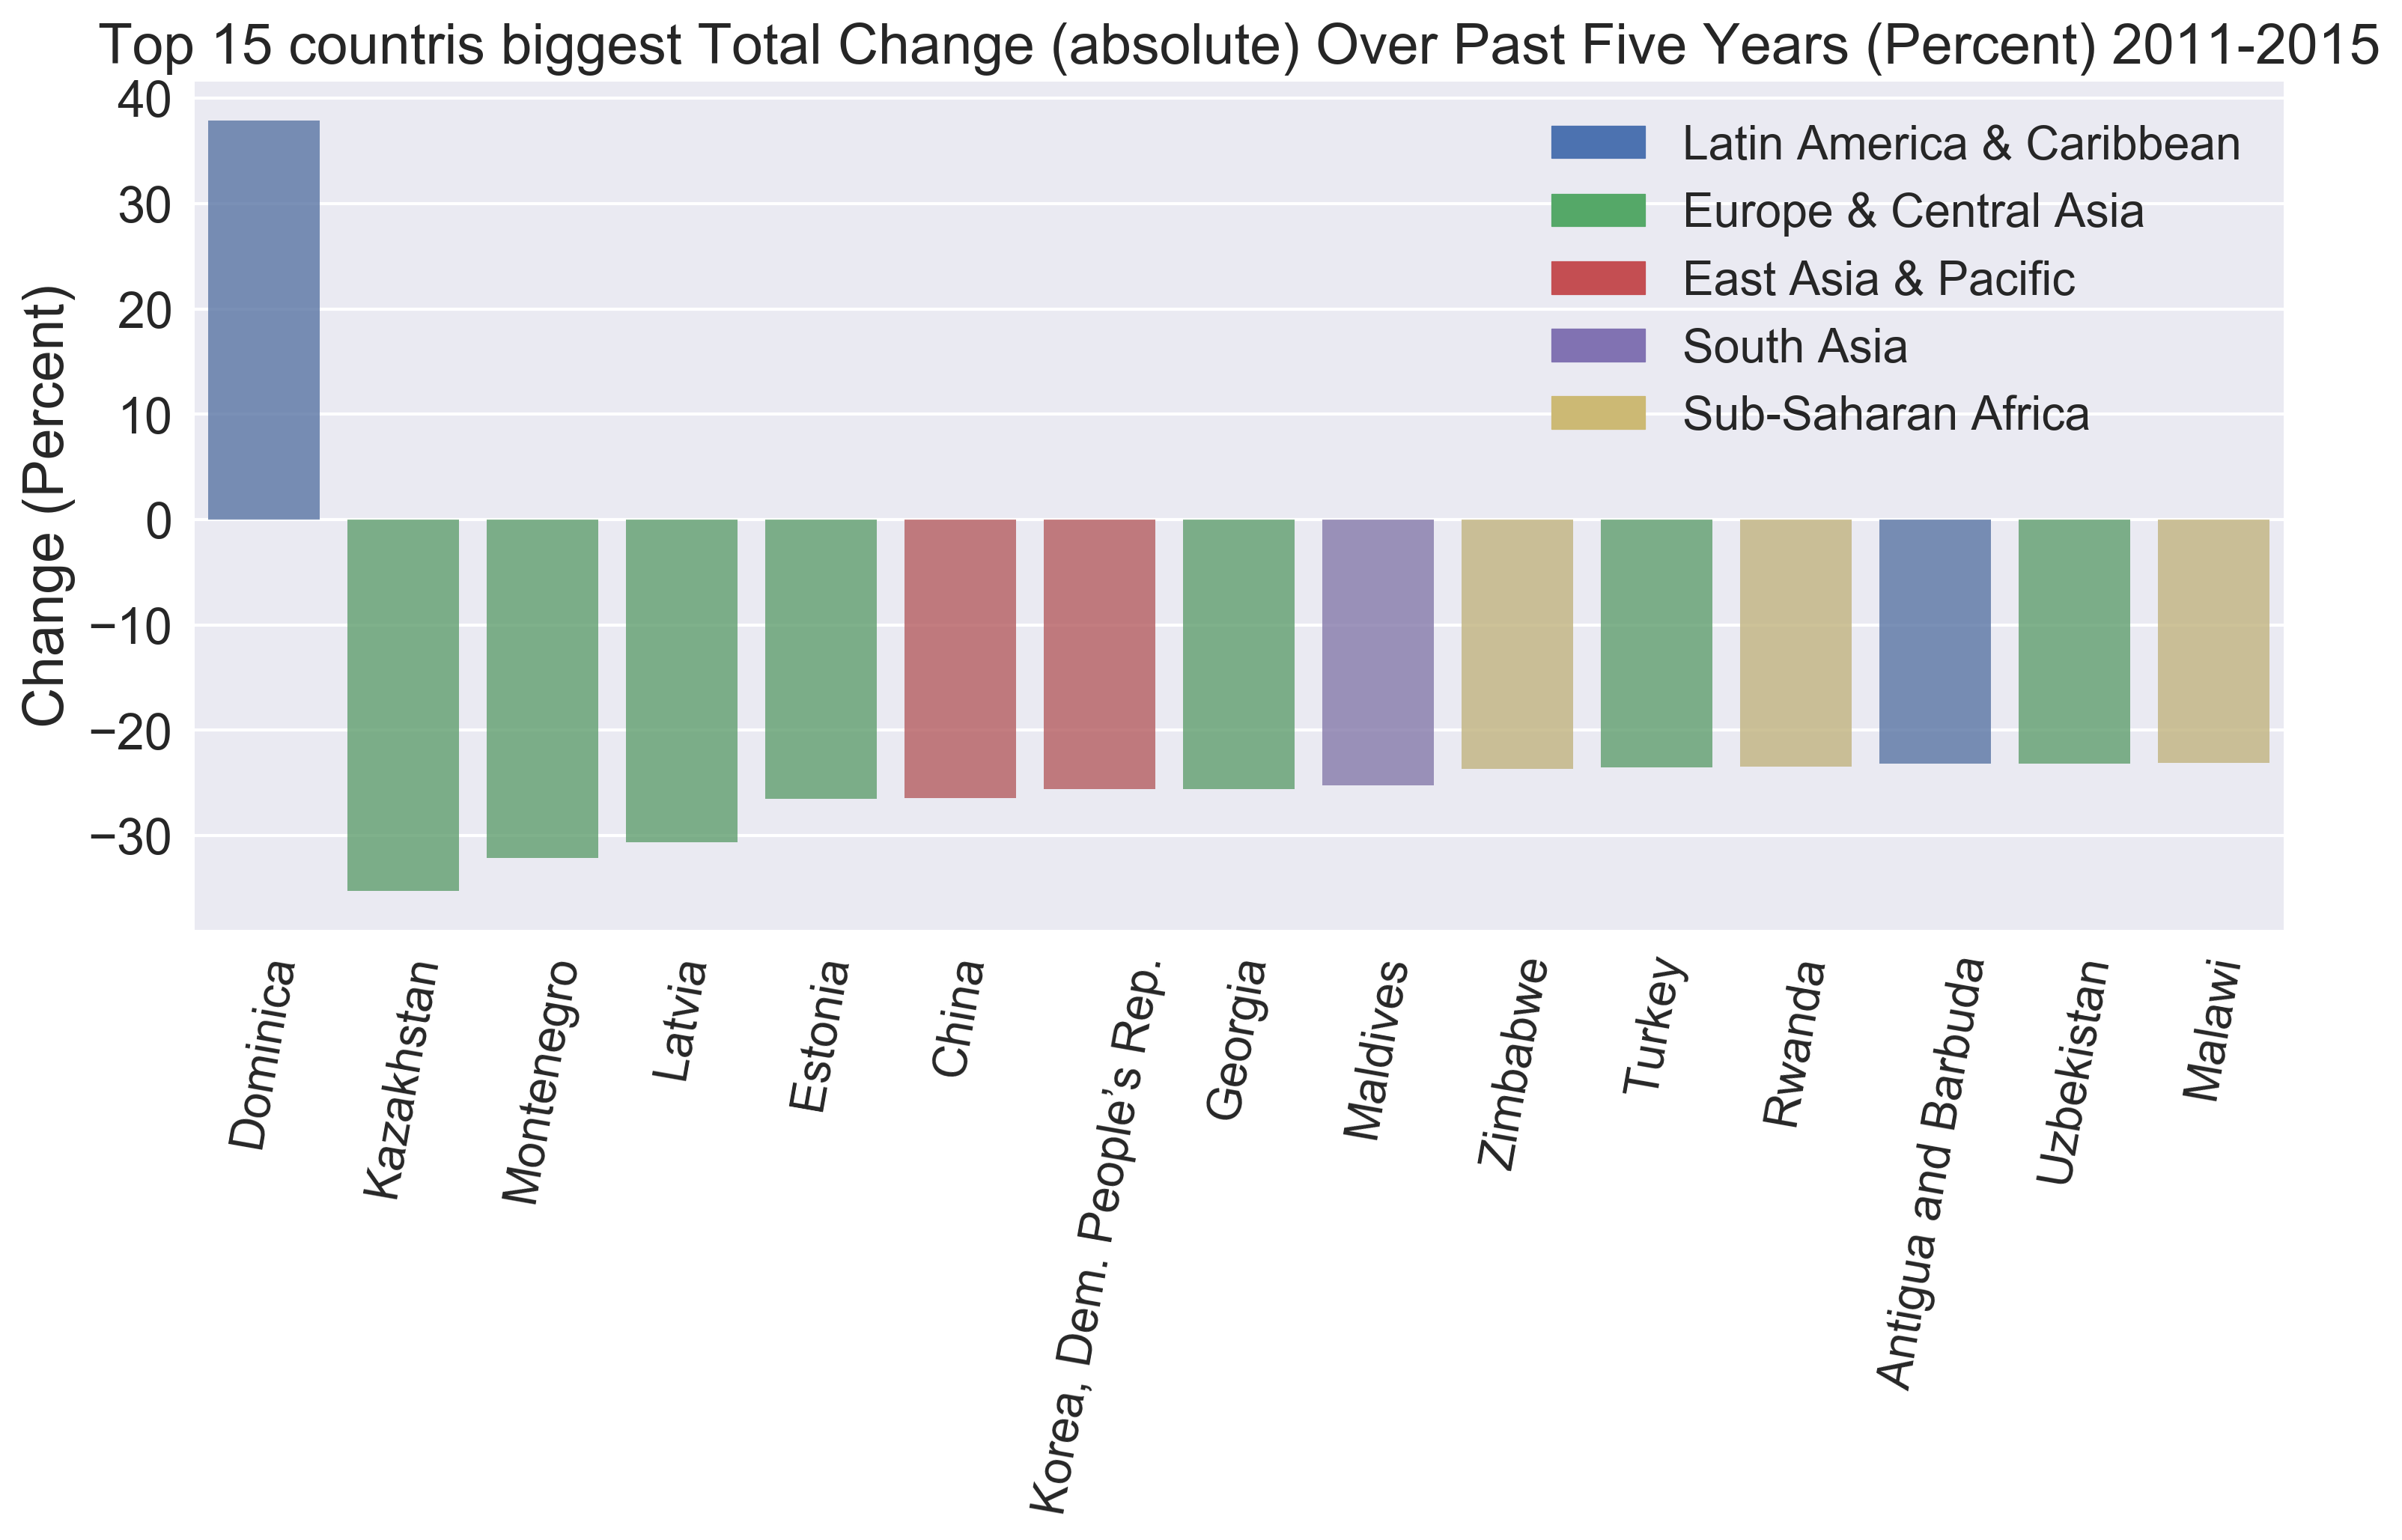 Top 15 countris biggest Total Change (absolute) Over Past Five Years (Percent) 2011-2015
Change (Percent)
40
30
20
10
0
−10
−20
−30
Latin America & Caribbean
Europe & Central Asia
East Asia & Pacific
South Asia
Sub-Saharan Africa
Dominica
Kazakhstan
Montenegro
Latvia
Estonia
China
Korea, Dem. People’s Rep.
Georgia
Maldives
Zimbabwe
Turkey
Rwanda
Antigua and Barbuda
Uzbekistan
Malawi